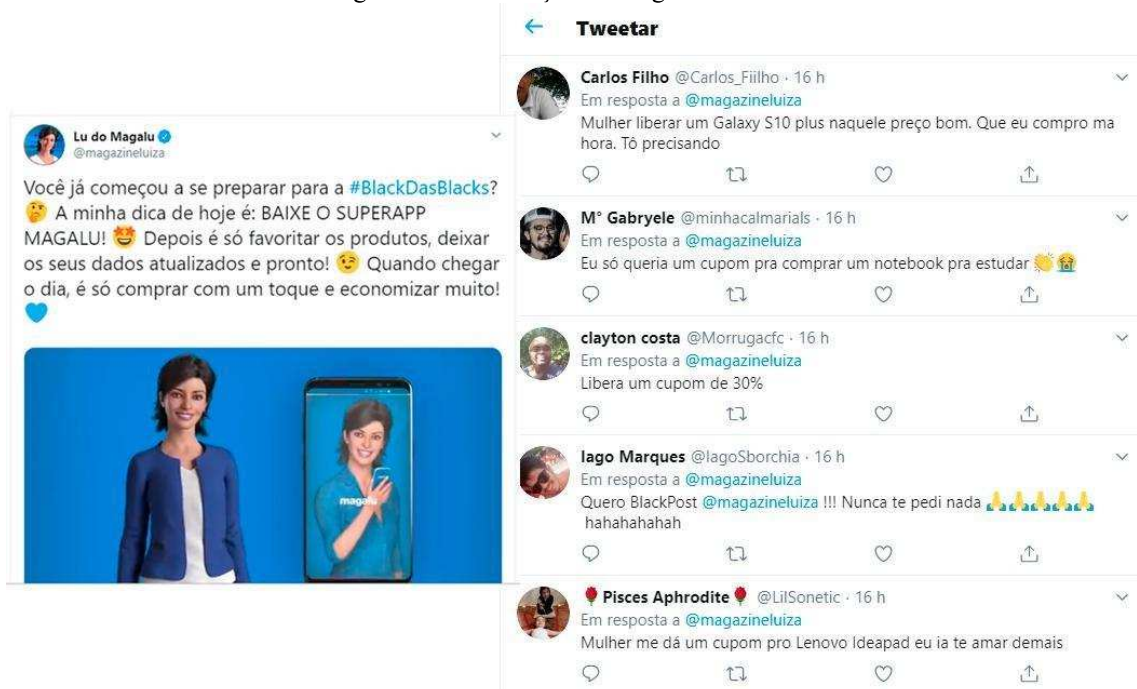 Tweetar
Lu do Magalu
@magazineluiza
Você já começou a se preparar para a #BlackDasBlacks?
🤔 A minha dica de hoje é: BAIXE O SUPERAPP
MAGALU! 🤩 Depois é só favoritar os produtos, deixar
os seus dados atualizados e pronto! 😉 Quando chegar
o dia, é só comprar com um toque e economizar muito!
💙
magalu
Carlos Filho @Carlos_Fiilho · 16 h
Em resposta a @magazineluiza
Mulher liberar um Galaxy S10 plus naquele preço bom. Que eu compro ma
hora. Tô precisando
M° Gabryele @minhacalmarials · 16 h
Em resposta a @magazineluiza
Eu só queria um cupom pra comprar um notebook pra estudar 👏😭
clayton costa @Morrugacfc · 16 h
Em resposta a @magazineluiza
Libera um cupom de 30%
Iago Marques @IagoSborchia · 16 h
Em resposta a @magazineluiza
Quero BlackPost @magazineluiza !!! Nunca te pedi nada 🙏🙏🙏🙏🙏
hahahahahah
🌹Pisces Aphrodite🌹 @LilSonetic · 16 h
Em resposta a @magazineluiza
Mulher me dá um cupom pro Lenovo Ideapad eu ia te amar demais